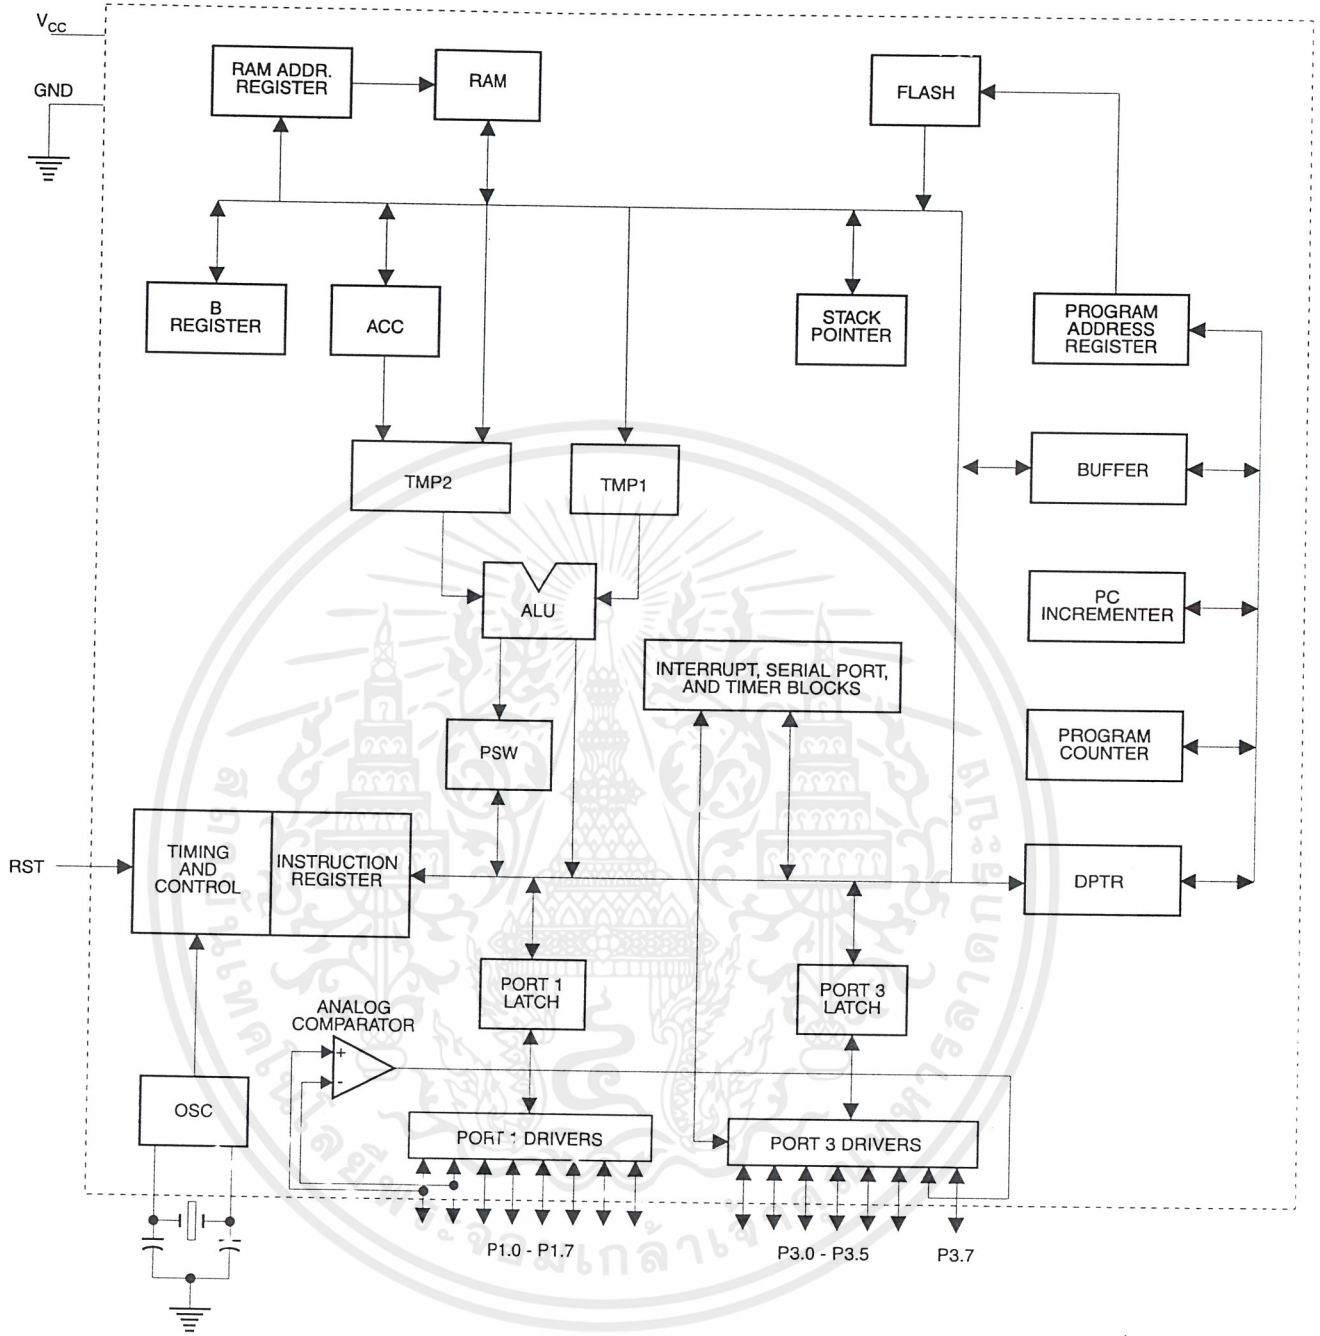 VCC
GND
RAM ADDR.
REGISTER
RAM
FLASH
B
REGISTER
ACC
STACK
POINTER
PROGRAM
ADDRESS
REGISTER
TMP2
TMP1
BUFFER
ALU
PC
INCREMENTER
INTERRUPT, SERIAL PORT,
AND TIMER BLOCKS
PSW
PROGRAM
COUNTER
RST
TIMING
AND
CONTROL
INSTRUCTION
REGISTER
DPTR
PORT 1
LATCH
PORT 3
LATCH
ANALOG
COMPARATOR
+
-
OSC
PORT 1 DRIVERS
PORT 3 DRIVERS
P1.0 - P1.7
P3.0 - P3.5
P3.7